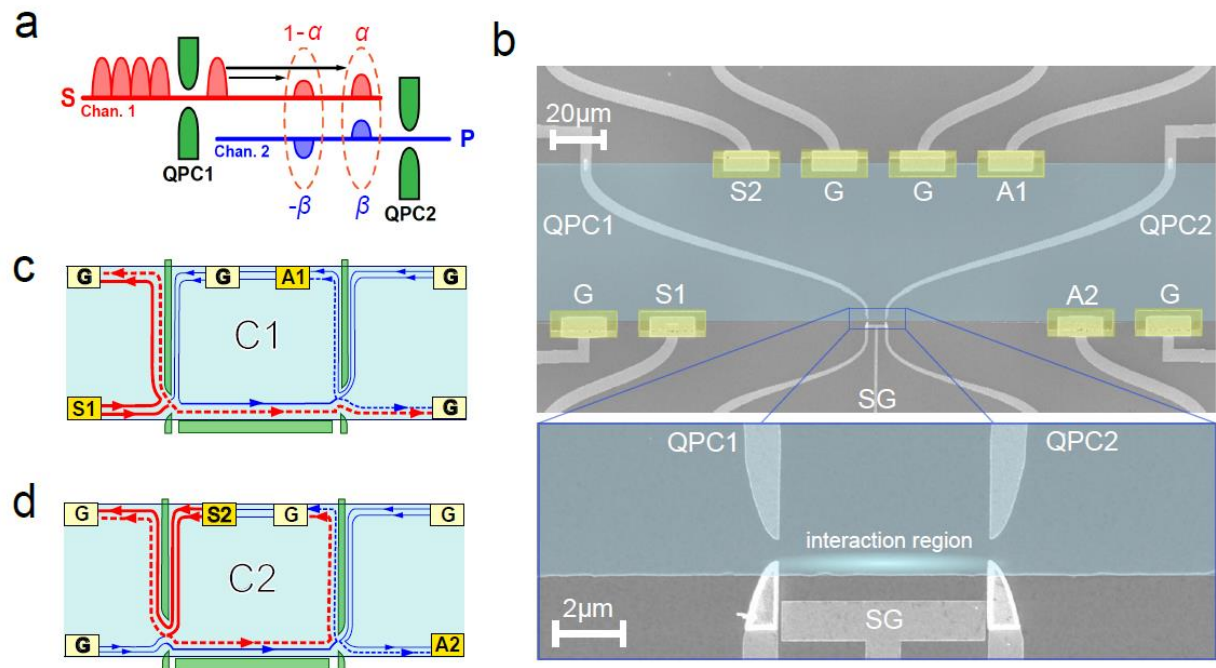 a
1-α α
S
Chan. 1
Chan. 2
P
QPC1
QPC2
-β β
b
20μm
S2 G G A1
QPC1 QPC2
G S1 A2 G
SG
QPC1 QPC2
interaction region
SG
2μm
c
G G A1 G
C1
S1 G
d
G S2 G G
C2
G A2